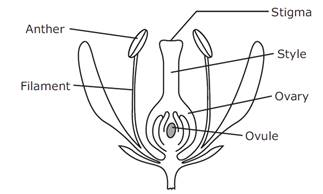 Stigma
Anther
Style
Filament
Ovary
Ovule